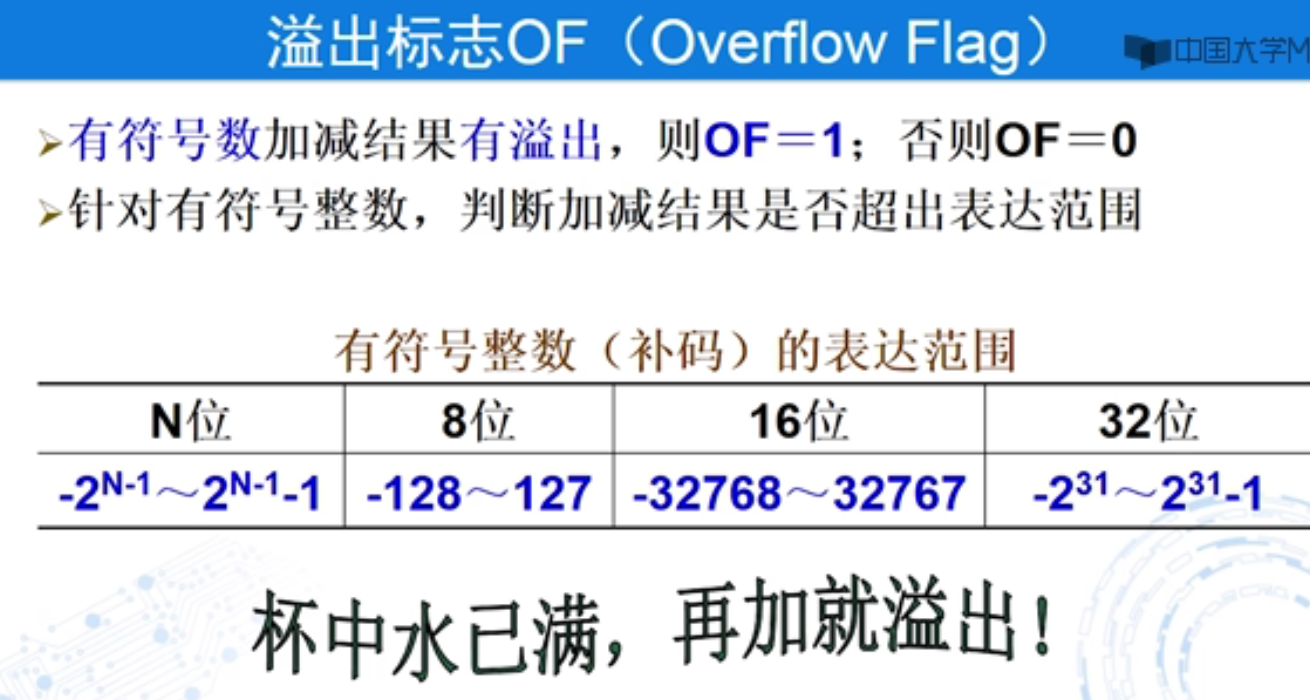 溢出标志OF（Overflow Flag）
中国大学M
有符号数加减结果有溢出，则OF＝1；否则OF＝0
针对有符号整数，判断加减结果是否超出表达范围
有符号整数（补码）的表达范围
N位 8位 16位 32位
-2^N-1～2^N-1-1 -128～127 -32768～32767 -2^31～2^31-1
杯中水已满，再加就溢出！